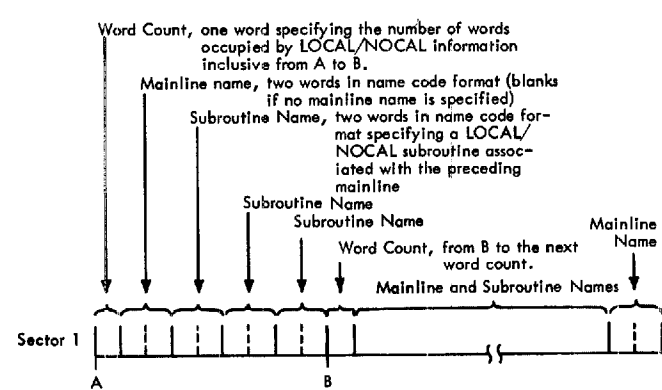 Word Count, one word specifying the number of words
occupied by LOCAL/NOCAL information
inclusive from A to B.
Mainline name, two words in name code format (blanks
if no mainline name is specified)
Subroutine Name, two words in name code for-
mat specifying a LOCAL/
NOCAL subroutine assoc-
iated with the preceding
mainline
Subroutine Name
Subroutine Name
Mainline
Name
Word Count, from B to the next
word count.
Mainline and Subroutine Names
Sector 1
A
B